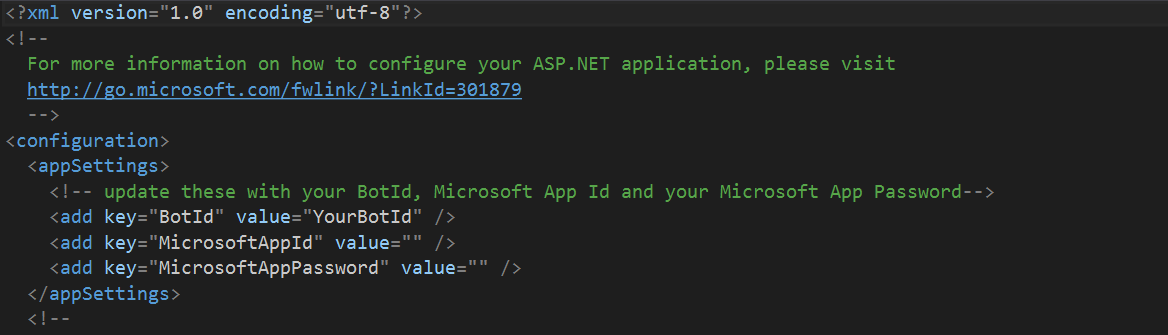 <?xml version="1.0" encoding="utf-8"?>
<!--
  For more information on how to configure your ASP.NET application, please visit
  http://go.microsoft.com/fwlink/?LinkId=301879
  -->
<configuration>
  <appSettings>
    <!-- update these with your BotId, Microsoft App Id and your Microsoft App Password-->
    <add key="BotId" value="YourBotId" />
    <add key="MicrosoftAppId" value="" />
    <add key="MicrosoftAppPassword" value="" />
  </appSettings>
  <!--